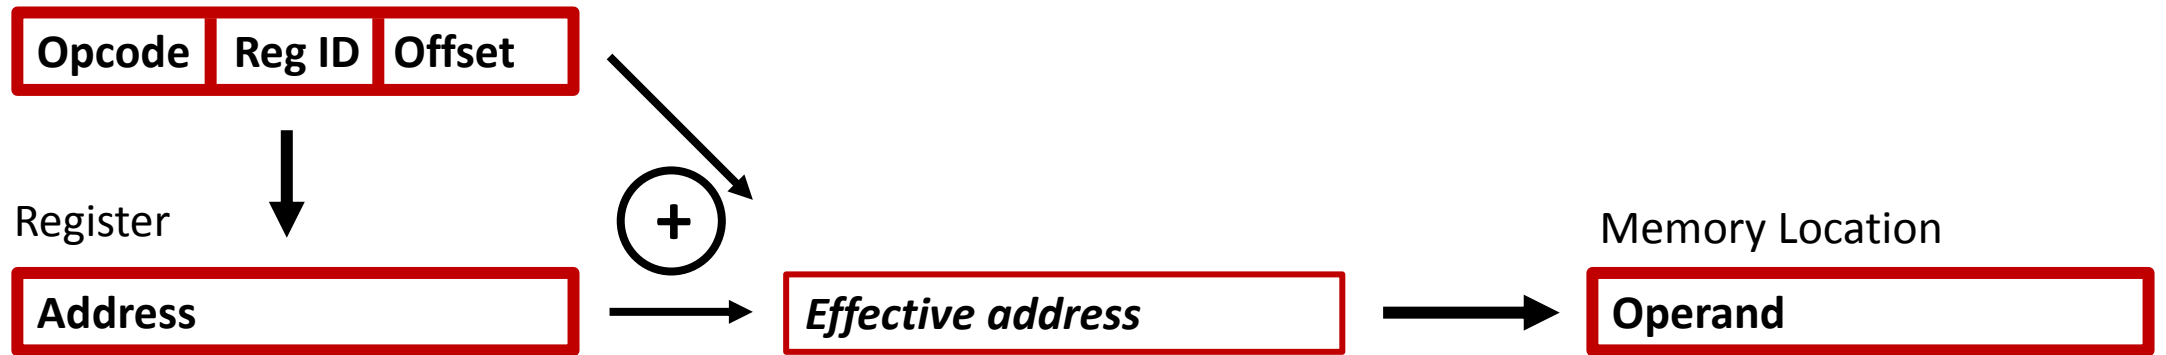 Opcode Reg ID Offset
Register
+
Memory Location
Address
Effective address
Operand